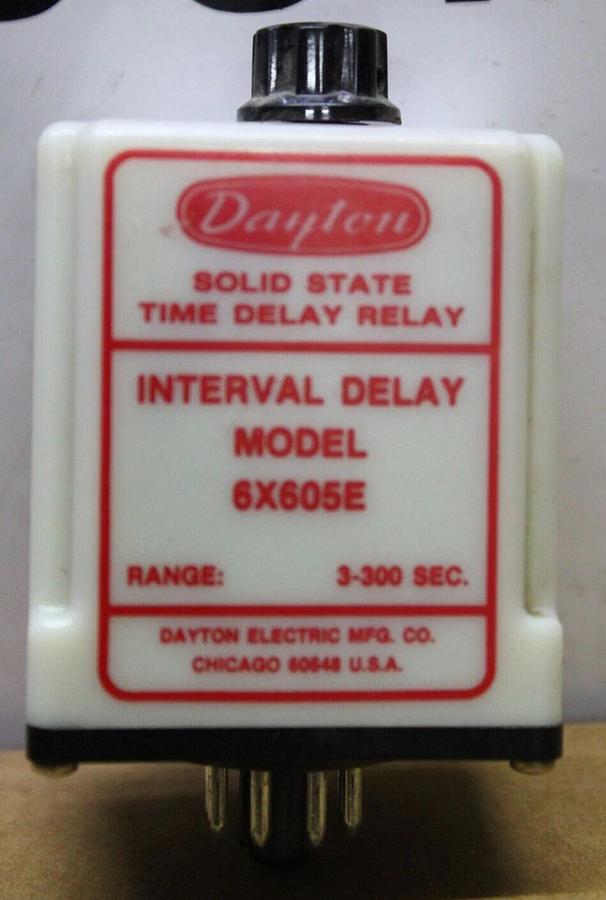 Dayton
SOLID STATE
TIME DELAY RELAY
INTERVAL DELAY
MODEL
6X605E
RANGE: 3-300 SEC.
DAYTON ELECTRIC MFG. CO.
CHICAGO 60648 U.S.A.